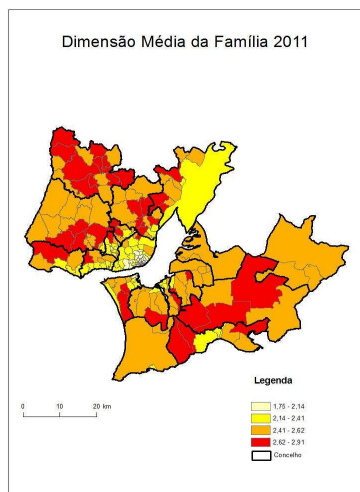 Dimensão Média da Família 2011
Legenda
1,75 - 2,14
2,14 - 2,41
2,41 - 2,62
2,62 - 2,91
Concelho
0 10 20 km